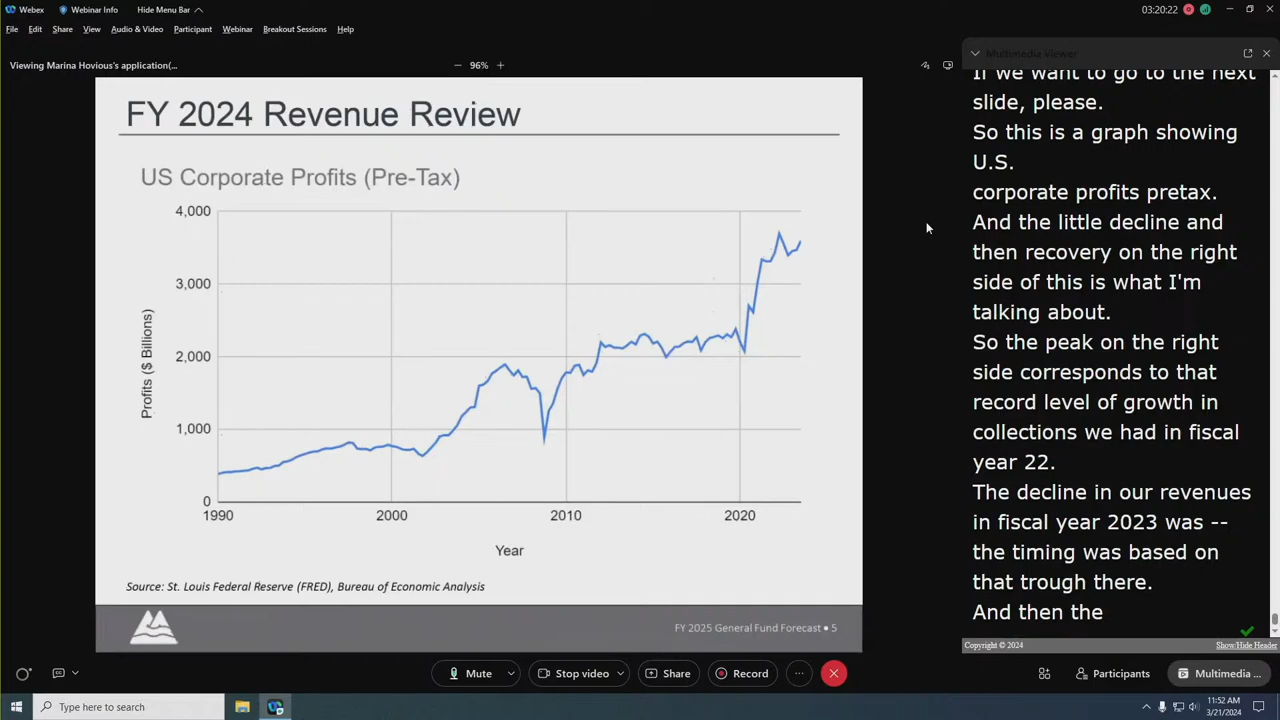 Webex
Webinar Info
Hide Menu Bar
03:20:22
File Edit Share View Audio & Video Participant Webinar Breakout Sessions Help
Viewing Marina Hovious's application(...
96%
Multimedia Viewer
FY 2024 Revenue Review
US Corporate Profits (Pre-Tax)
4,000
3,000
2,000
1,000
0
Profits ($ Billions)
1990 2000 2010 2020
Year
Source: St. Louis Federal Reserve (FRED), Bureau of Economic Analysis
FY 2025 General Fund Forecast • 5
If we want to go to the next
slide, please.
So this is a graph showing
U.S.
corporate profits pretax.
And the little decline and
then recovery on the right
side of this is what I'm
talking about.
So the peak on the right
side corresponds to that
record level of growth in
collections we had in fiscal
year 22.
The decline in our revenues
in fiscal year 2023 was --
the timing was based on
that trough there.
And then the
Copyright © 2024
Show/Hide Header
Mute
Stop video
Share
Record
Participants
Multimedia ...
Type here to search
11:52 AM
3/21/2024